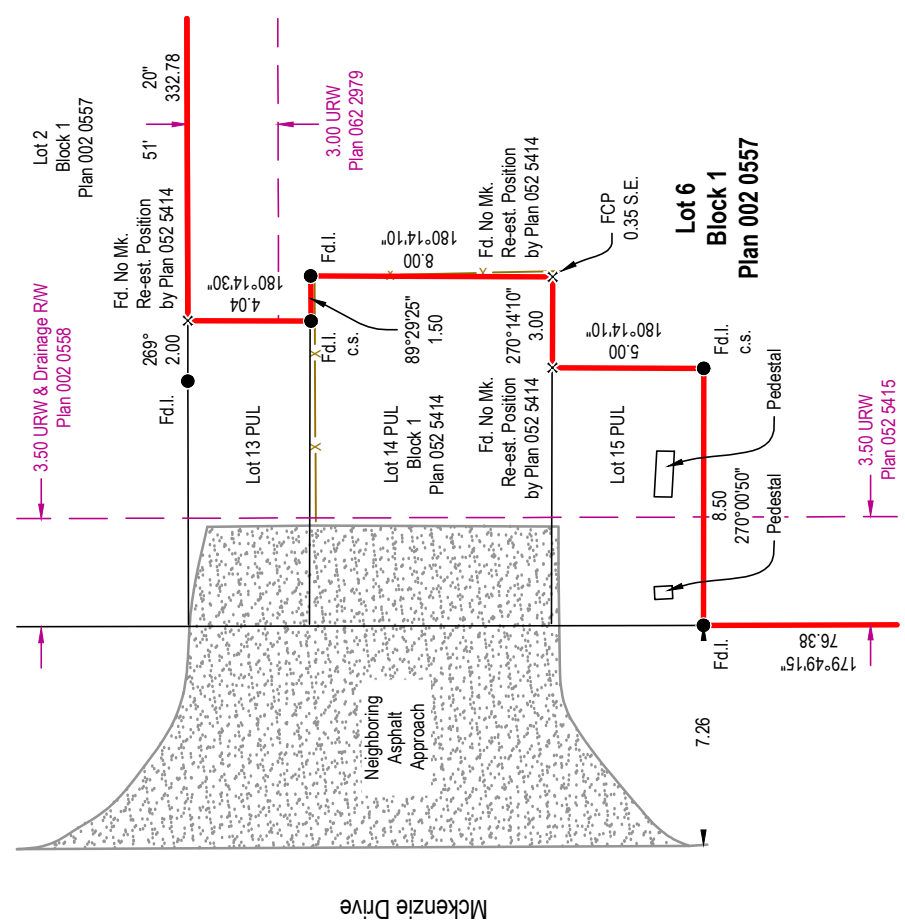 Lot 2
Block 1
Plan 002 0557
51'
20"
332.78
3.50 URW & Drainage R/W
Plan 002 0558
3.00 URW
Plan 062 2979
Fd. No Mk.
Re-est. Position
by Plan 052 5414
269°
2.00
Fd.I.
4.04
180°14'30"
Fd.I.
Fd.I.
c.s.
89°29'25"
1.50
8.00
180°14'10"
Fd. No Mk.
Re-est. Position
by Plan 052 5414
FCP
0.35 S.E.
Lot 6
Block 1
Plan 002 0557
Lot 13 PUL
Lot 14 PUL
Block 1
Plan 052 5414
Fd. No Mk.
Re-est. Position
by Plan 052 5414
270°14'10"
3.00
5.00
180°14'10"
Lot 15 PUL
Fd.I.
c.s.
Pedestal
Pedestal
8.50
270°00'50"
3.50 URW
Plan 052 5415
Fd.I.
76.38
179°49'15"
7.26
Neighboring
Asphalt
Approach
Mckenzie Drive